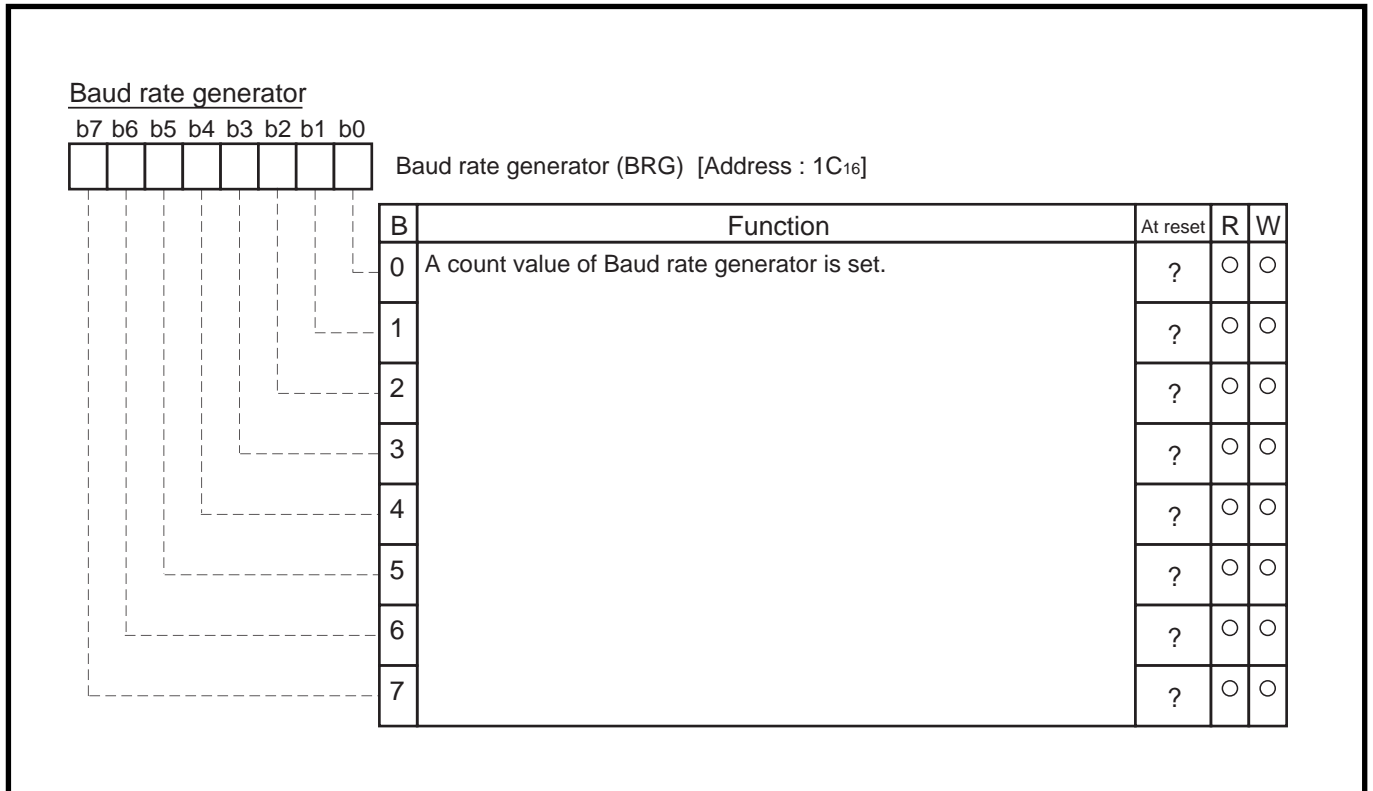 Baud rate generator
b7 b6 b5 b4 b3 b2 b1 b0
Baud rate generator (BRG) [Address : 1C16]
B Function At reset R W
0 A count value of Baud rate generator is set. ? ○ ○
1 ? ○ ○
2 ? ○ ○
3 ? ○ ○
4 ? ○ ○
5 ? ○ ○
6 ? ○ ○
7 ? ○ ○